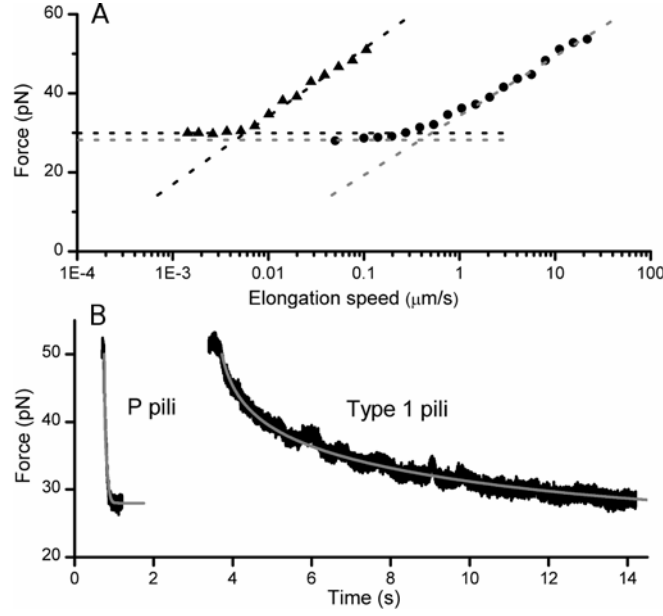 A
Force (pN)
60
40
20
0
1E-4 1E-3 0.01 0.1 1 10 100
Elongation speed (μm/s)
B
Force (pN)
50
40
30
20
P pili
Type 1 pili
0 2 4 6 8 10 12 14
Time (s)